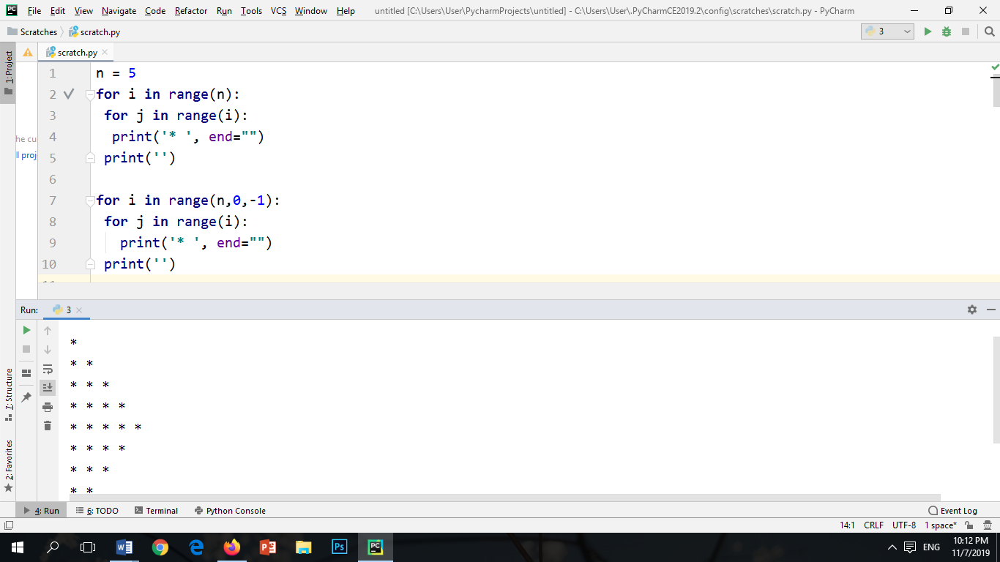 PC File Edit View Navigate Code Refactor Run Tools VCS Window Help untitled [C:\Users\User\PycharmProjects\untitled] - C:\Users\User\.PyCharmCE2019.2\config\scratches\scratch.py - PyCharm
Scratches scratch.py 3
1: Project
scratch.py
1 n = 5
2 for i in range(n):
3  for j in range(i):
4   print('* ', end="")
5  print('')
6
7 for i in range(n,0,-1):
8  for j in range(i):
9    print('* ', end="")
10  print('')
11
he cu
ll proj
Run: 3
*
* *
* * *
* * * *
* * * * *
* * * *
* * *
* *
7: Structure
2: Favorites
4: Run 6: TODO Terminal Python Console Event Log
14:1 CRLF UTF-8 1 space*
W e P Ps PC ENG 10:12 PM
11/7/2019